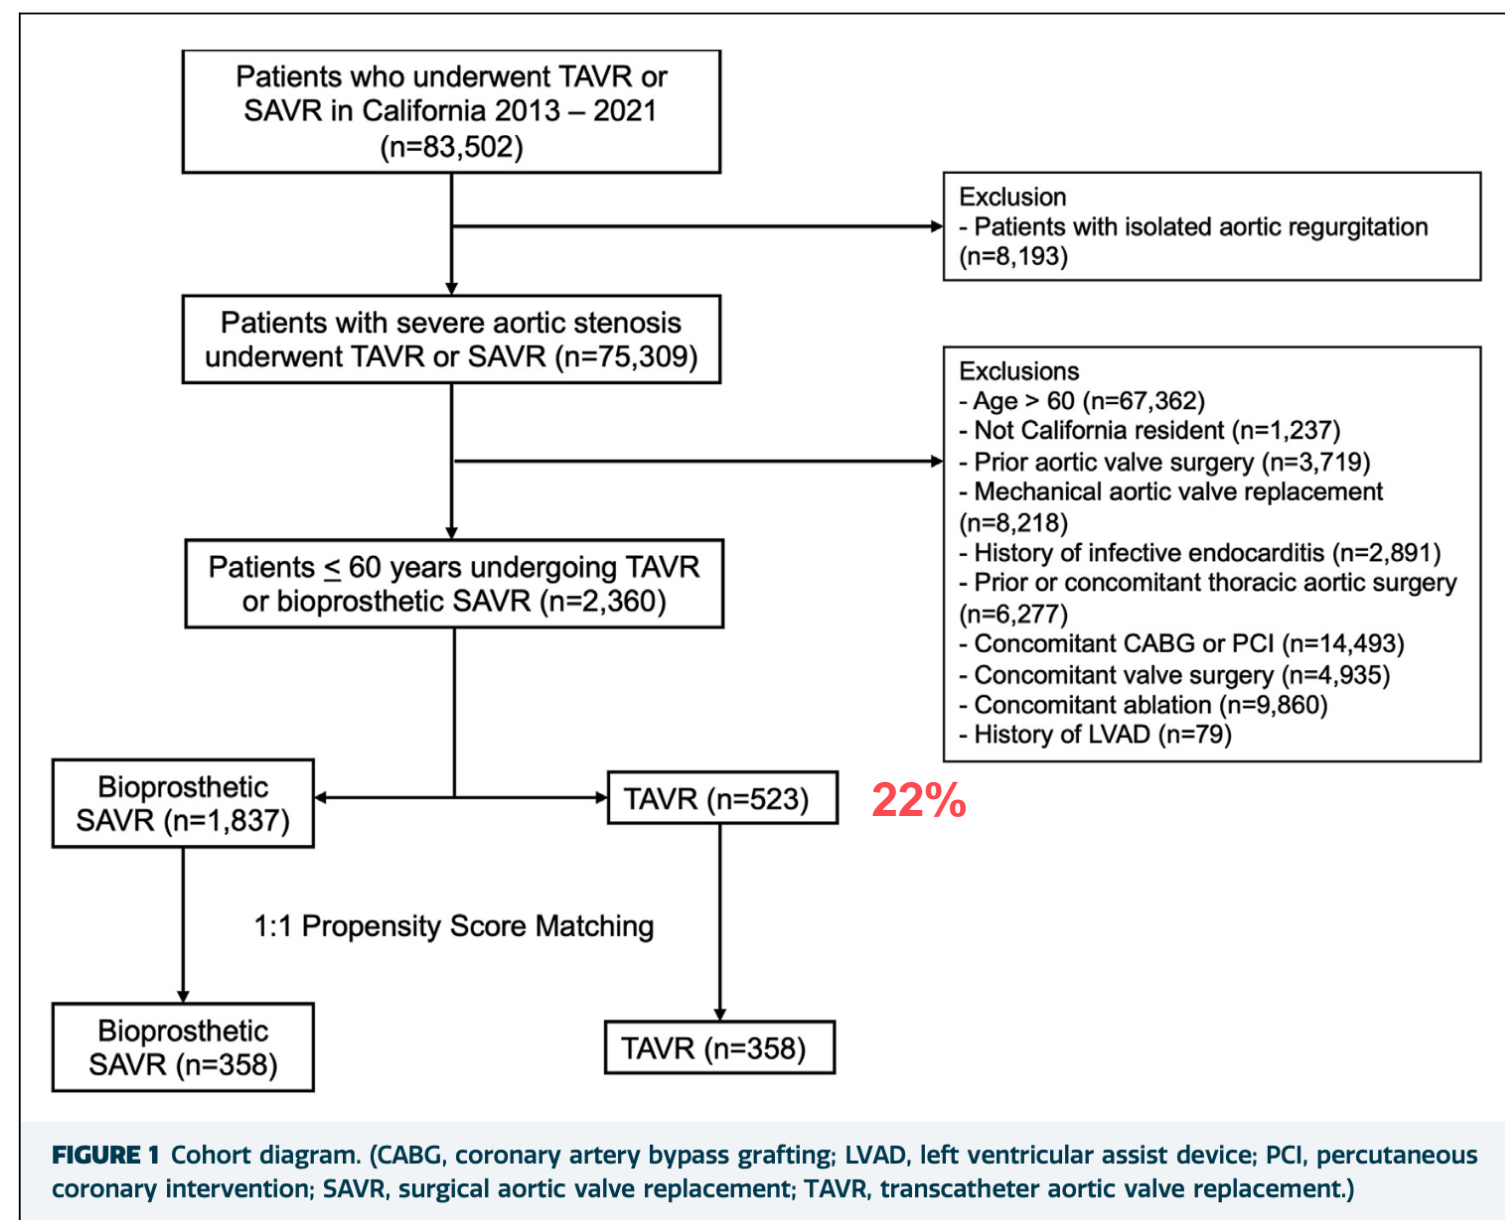 Patients who underwent TAVR or
SAVR in California 2013 – 2021
(n=83,502)
Exclusion
- Patients with isolated aortic regurgitation
(n=8,193)
Patients with severe aortic stenosis
underwent TAVR or SAVR (n=75,309)
Exclusions
- Age > 60 (n=67,362)
- Not California resident (n=1,237)
- Prior aortic valve surgery (n=3,719)
- Mechanical aortic valve replacement
(n=8,218)
- History of infective endocarditis (n=2,891)
- Prior or concomitant thoracic aortic surgery
(n=6,277)
- Concomitant CABG or PCI (n=14,493)
- Concomitant valve surgery (n=4,935)
- Concomitant ablation (n=9,860)
- History of LVAD (n=79)
Patients ≤ 60 years undergoing TAVR
or bioprosthetic SAVR (n=2,360)
Bioprosthetic
SAVR (n=1,837)
TAVR (n=523)
22%
1:1 Propensity Score Matching
Bioprosthetic
SAVR (n=358)
TAVR (n=358)
FIGURE 1 Cohort diagram. (CABG, coronary artery bypass grafting; LVAD, left ventricular assist device; PCI, percutaneous
coronary intervention; SAVR, surgical aortic valve replacement; TAVR, transcatheter aortic valve replacement.)